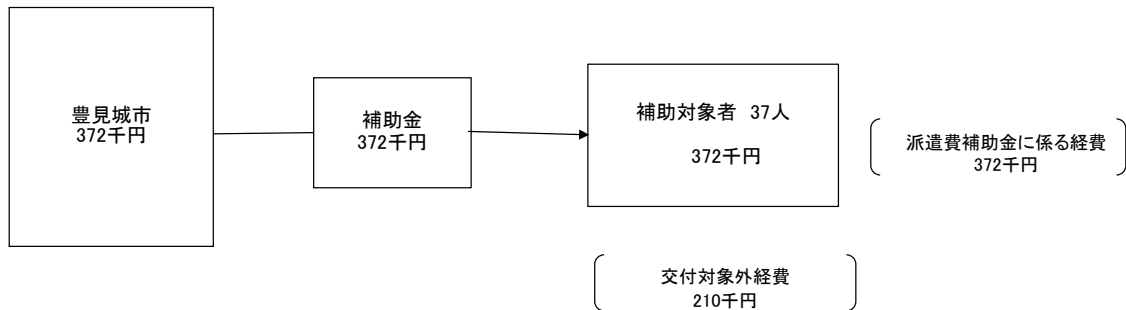 豊見城市
372千円
補助金
372千円
補助対象者 37人
372千円
派遣費補助金に係る経費
372千円
交付対象外経費
210千円